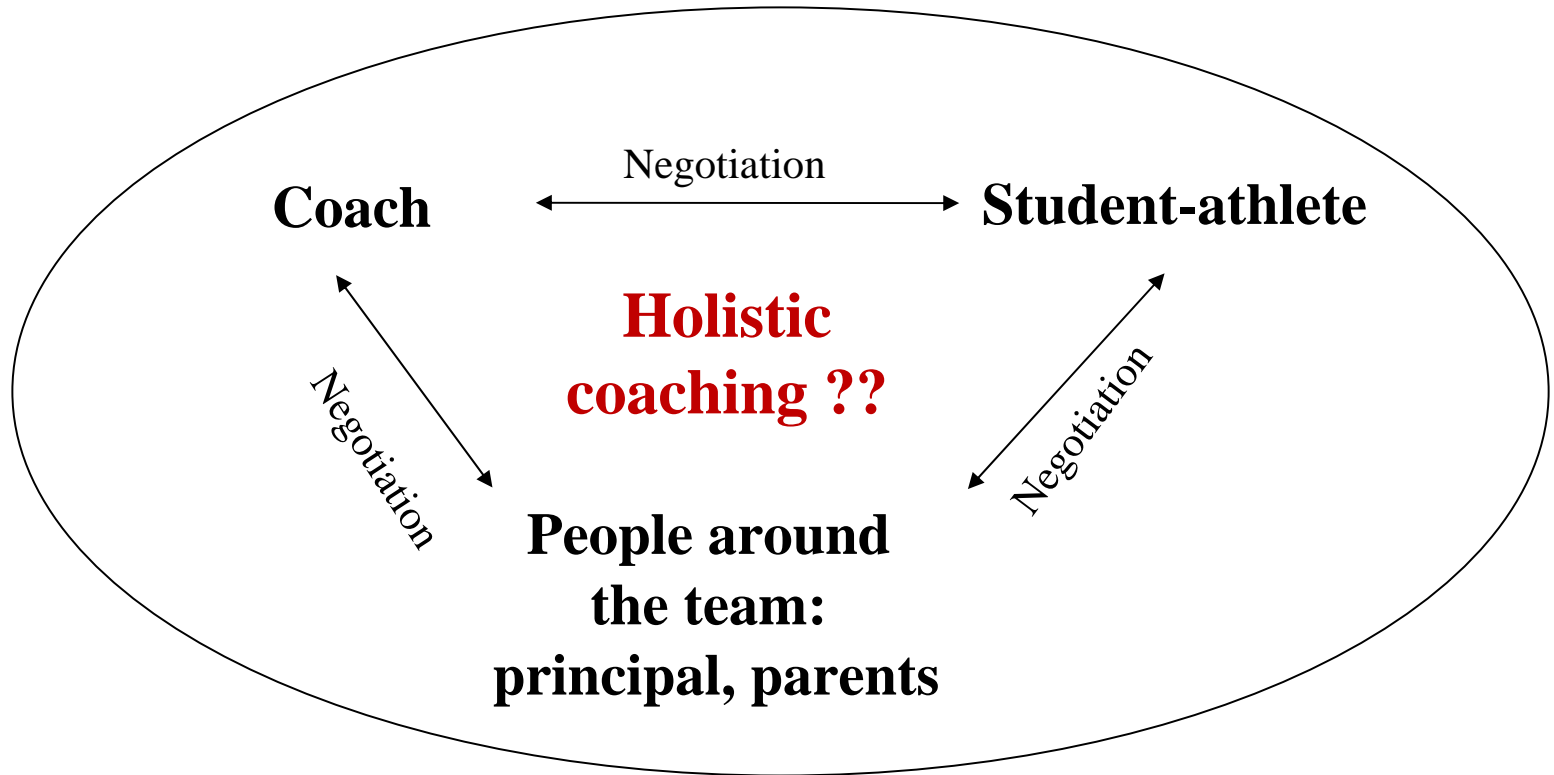 Negotiation
Coach
Student-athlete
Holistic
coaching ??
Negotiation
Negotiation
People around
the team:
principal, parents